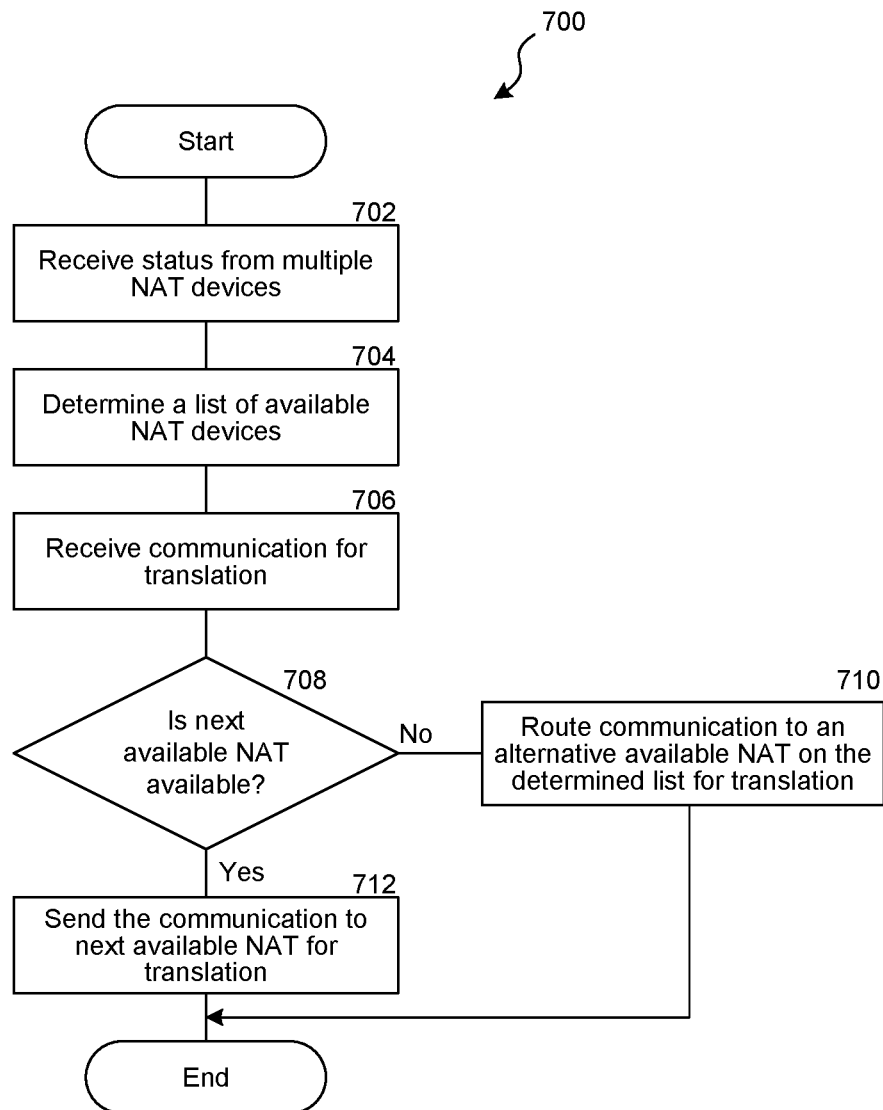 700
Start
702
Receive status from multiple
NAT devices
704
Determine a list of available
NAT devices
706
Receive communication for
translation
708
Is next
available NAT
available?
No
710
Route communication to an
alternative available NAT on the
determined list for translation
Yes
712
Send the communication to
next available NAT for
translation
End